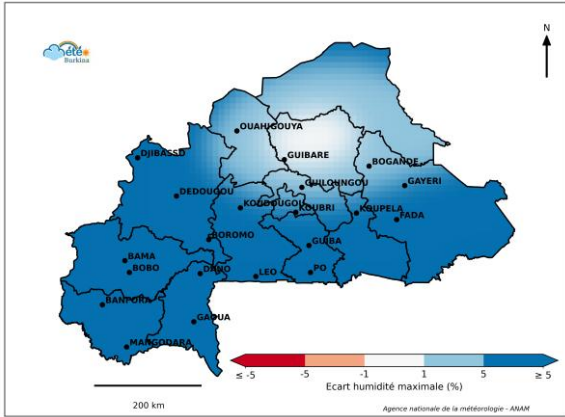 N
Météo
Burkina
OUAHIGOUYA
DJIBASSO
GUIBARE
BOGANDE
GUILOUNGOU
GAYERI
DEDOUGOU
KOUDOUGOU
KOUBRI
KOUPELA
FADA
BOROMO
GUIBA
BAMA
BOBO
DANO
LEO
PO
BANFORA
GAOUA
MANGODARA
≤ -5 -5 -1 1 5 ≥ 5
Ecart humidité maximale (%)
200 km
Agence nationale de la météorologie - ANAM